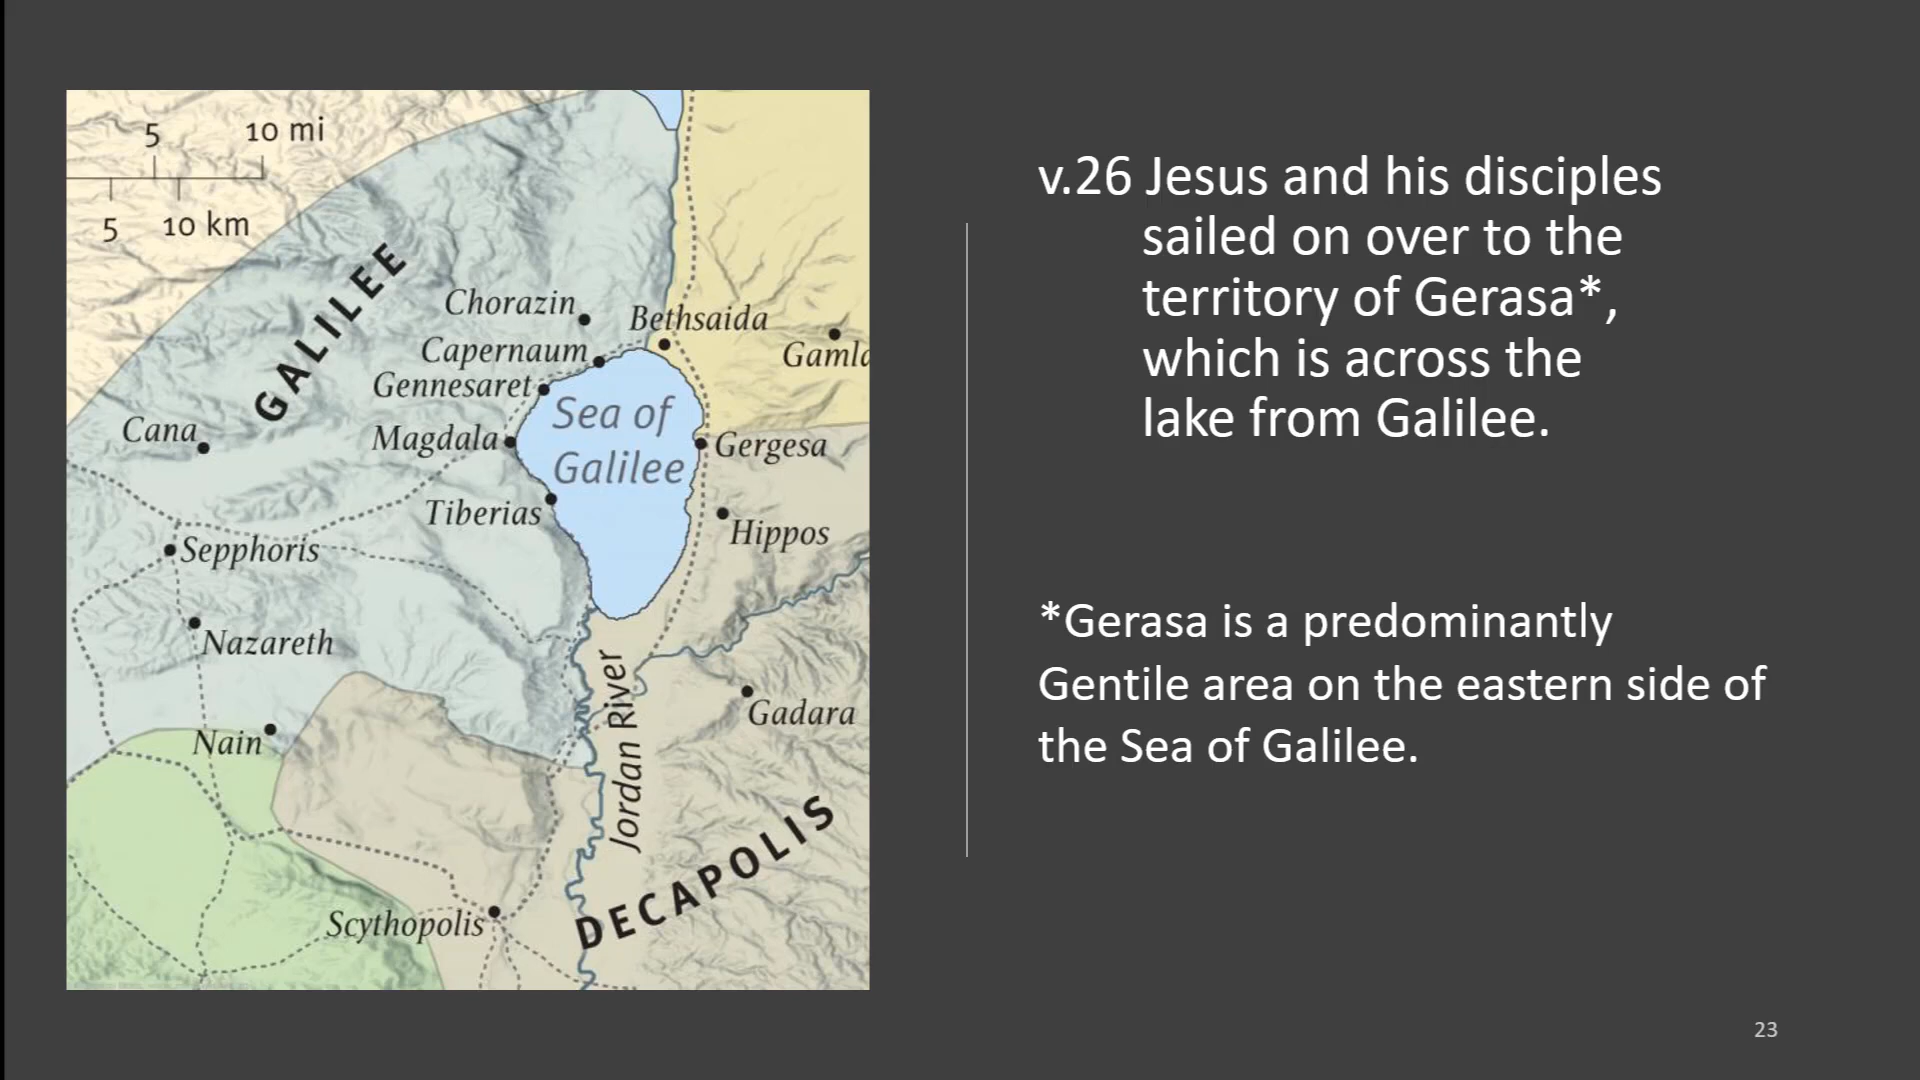 5 10 mi
5 10 km
GALILEE
Chorazin
Bethsaida
Capernaum
Gamla
Gennesaret
Sea of
Galilee
Cana
Magdala
Gergesa
Tiberias
Hippos
Sepphoris
Nazareth
Jordan River
Gadara
Nain
DECAPOLIS
Scythopolis
v.26 Jesus and his disciples
sailed on over to the
territory of Gerasa*,
which is across the
lake from Galilee.
*Gerasa is a predominantly
Gentile area on the eastern side of
the Sea of Galilee.
23